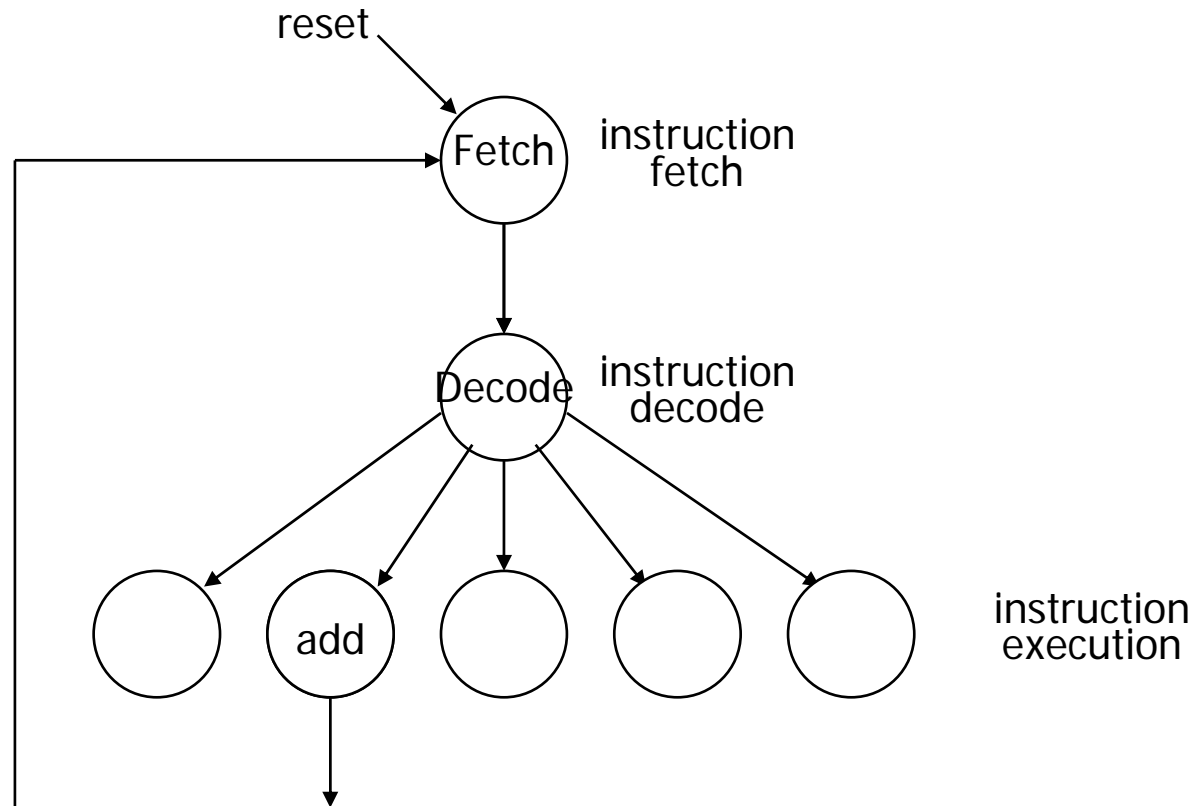 reset
Fetch
instruction
fetch
Decode
instruction
decode
add
instruction
execution